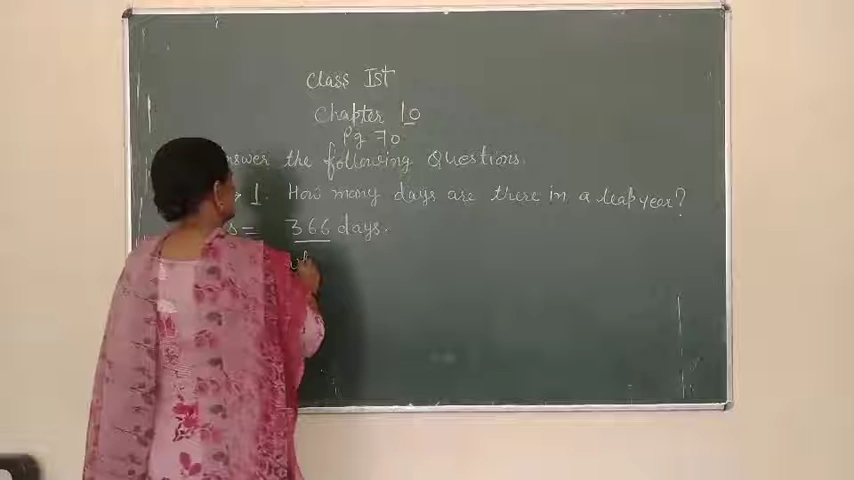 Class Ist
Chapter 10
Pg 70
nswer the following Questions.
1. How many days are there in a leap year?
s = 366 days.